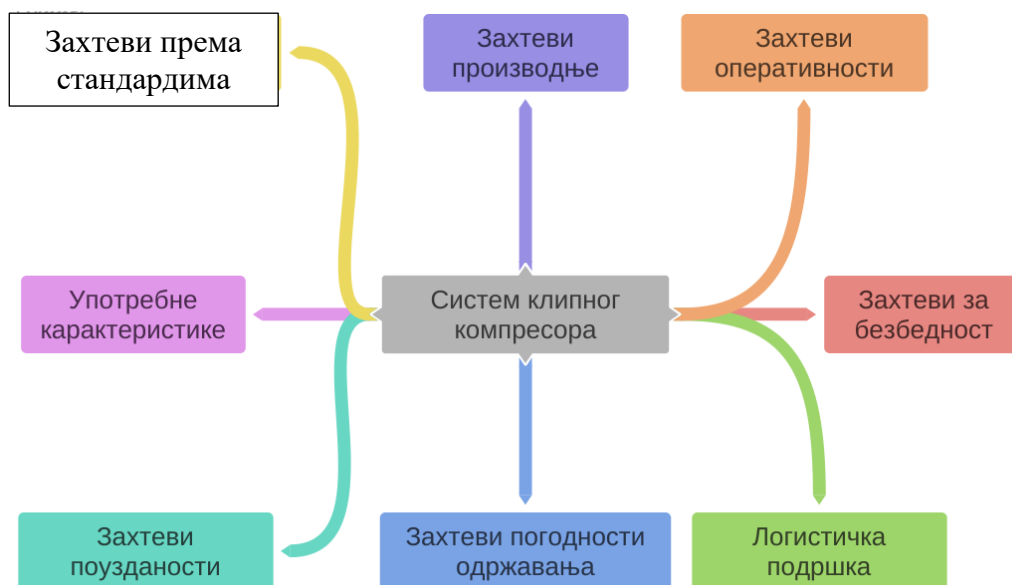 Захтеви према
стандардима
Захтеви
производње
Захтеви
оперативности
Употребне
карактеристике
Систем клипног
компресора
Захтеви за
безбедност
Захтеви
поузданости
Захтеви погодности
одржавања
Логистичка
подршка